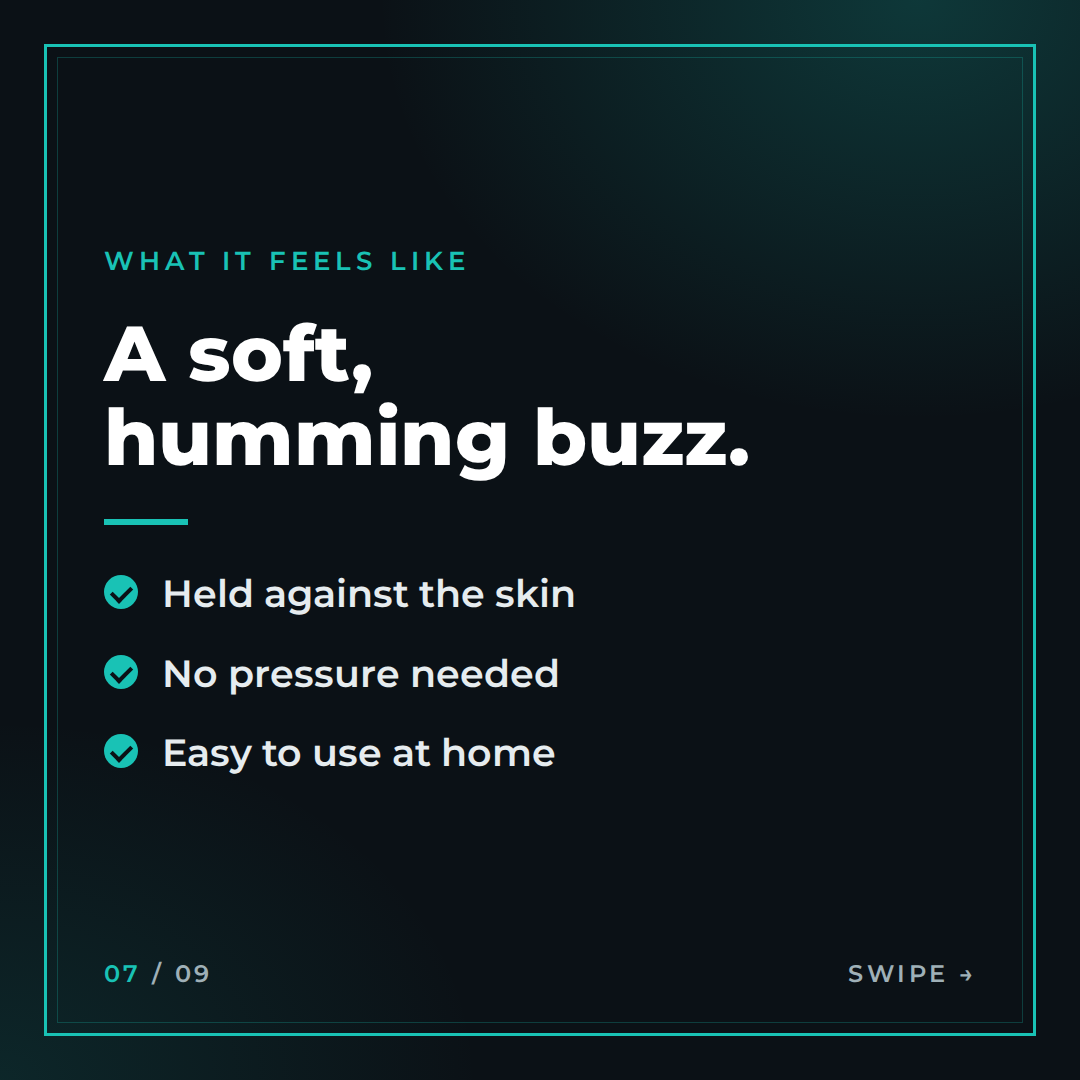 WHAT IT FEELS LIKE
A soft,
humming buzz.
Held against the skin
No pressure needed
Easy to use at home
07 / 09
SWIPE →